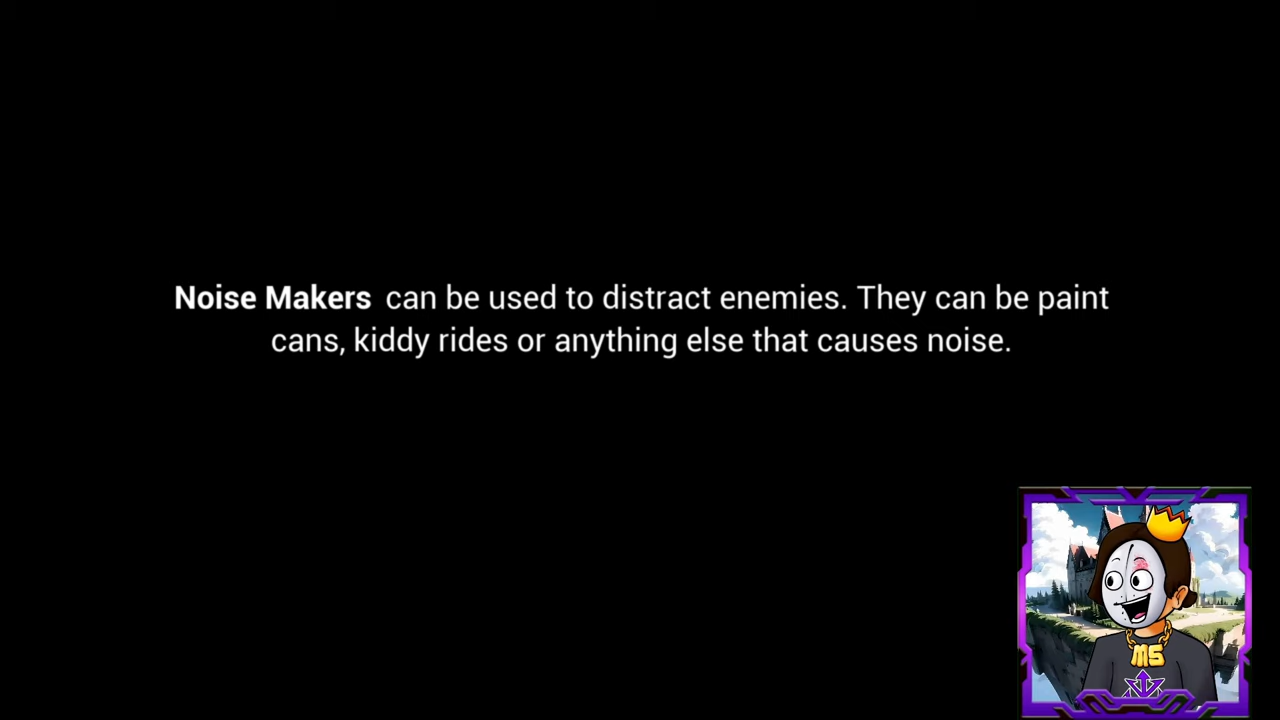 Noise Makers can be used to distract enemies. They can be paint
cans, kiddy rides or anything else that causes noise.
MS